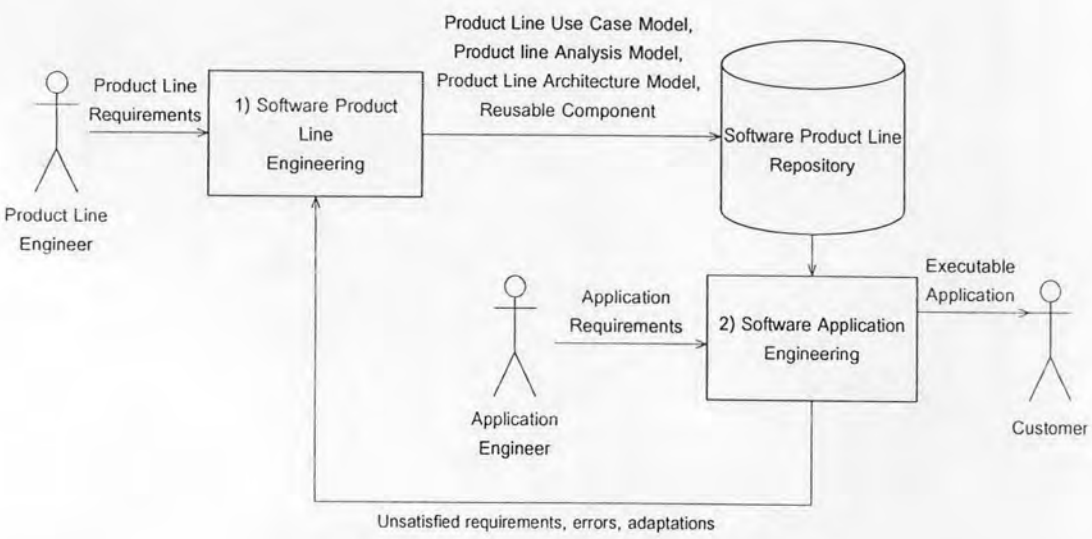 Product Line Use Case Model,
Product line Analysis Model,
Product Line Architecture Model,
Reusable Component
Product Line
Requirements
1) Software Product
Line
Engineering
Software Product Line
Repository
Product Line
Engineer
Executable
Application
Application
Requirements
2) Software Application
Engineering
Application
Engineer
Customer
Unsatisfied requirements, errors, adaptations